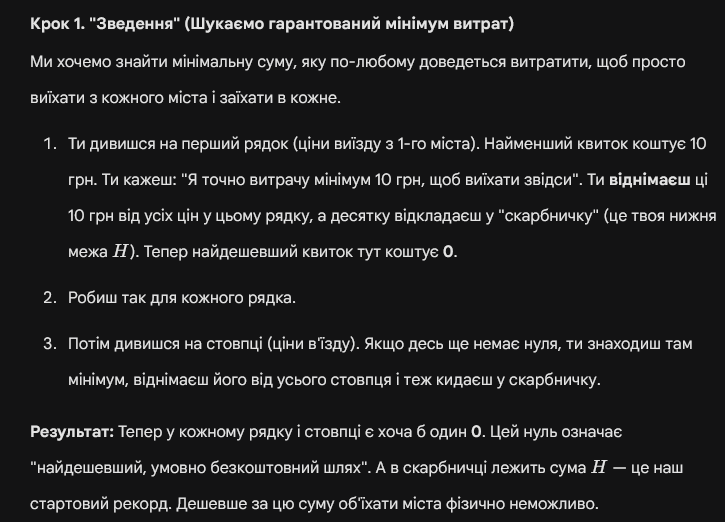 Крок 1. "Зведення" (Шукаємо гарантований мінімум витрат)
Ми хочемо знайти мінімальну суму, яку по-любому доведеться витратити, щоб просто
виїхати з кожного міста і заїхати в кожне.
1. Ти дивишся на перший рядок (ціни виїзду з 1-го міста). Найменший квиток коштує 10
грн. Ти кажеш: "Я точно витрачу мінімум 10 грн, щоб виїхати звідси". Ти віднімаєш ці
10 грн від усіх цін у цьому рядку, а десятку відкладаєш у "скарбничку" (це твоя нижня
межа H). Тепер найдешевший квиток тут коштує 0.
2. Робиш так для кожного рядка.
3. Потім дивишся на стовпці (ціни в'їзду). Якщо десь ще немає нуля, ти знаходиш там
мінімум, віднімаєш його від усього стовпця і теж кидаєш у скарбничку.
Результат: Тепер у кожному рядку і стовпці є хоча б один 0. Цей нуль означає
"найдешевший, умовно безкоштовний шлях". А в скарбничці лежить сума H — це наш
стартовий рекорд. Дешевше за цю суму об'їхати міста фізично неможливо.